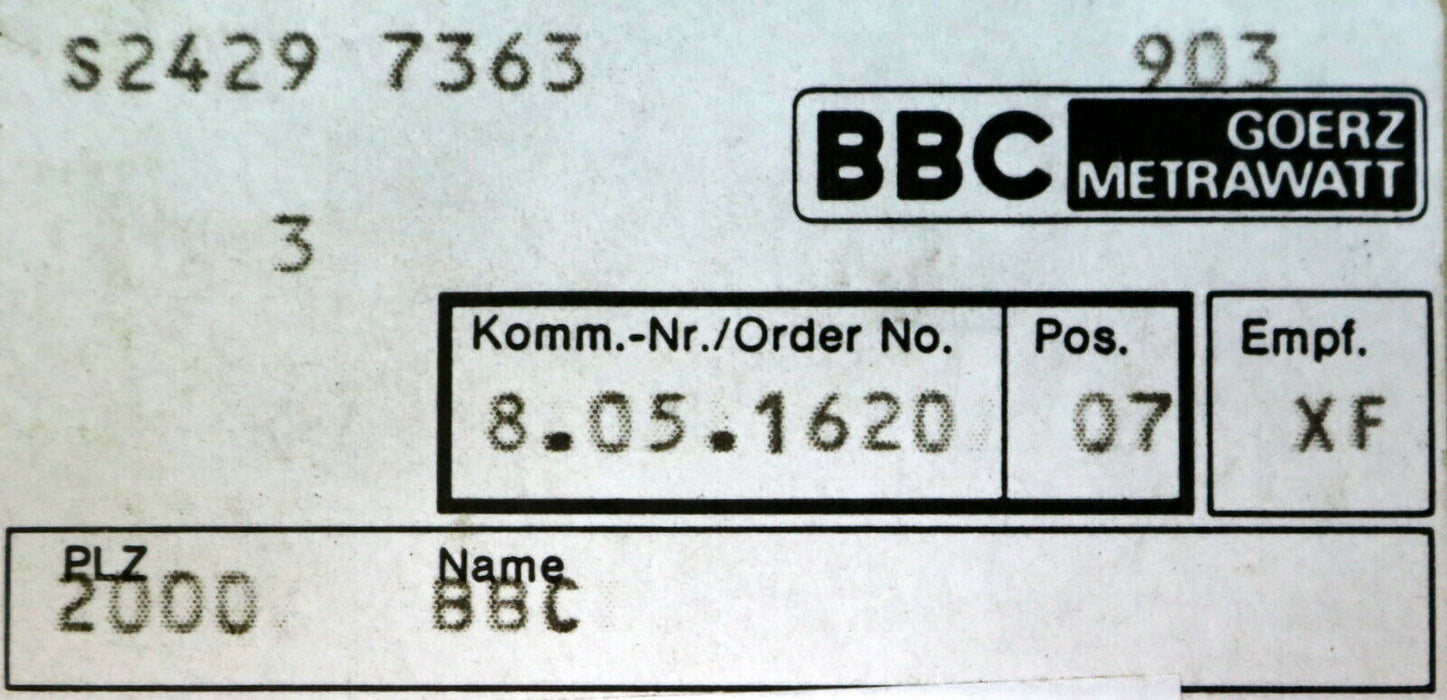 S2429 7363 903
BBC GOERZ
METRAWATT
3
Komm.-Nr./Order No. Pos. Empf.
8.05.1620 07 XF
PLZ Name
2000 BBC